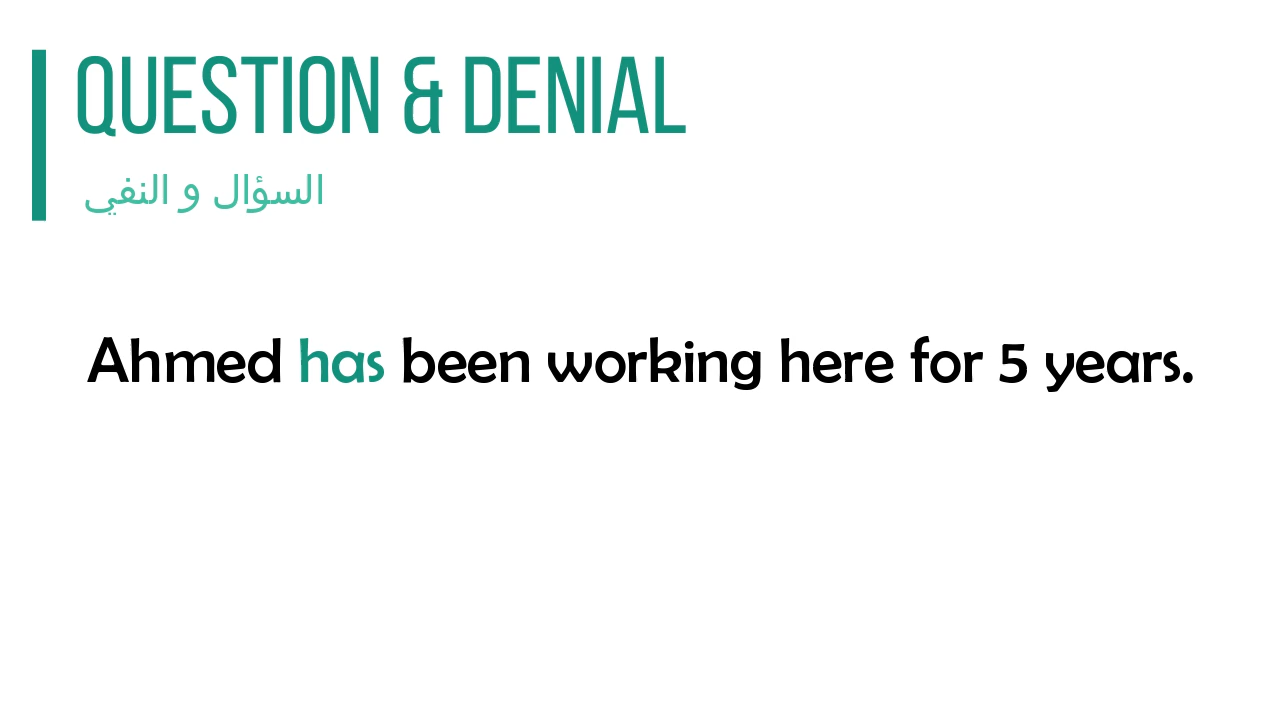 QUESTION & DENIAL
السؤال و النفي
Ahmed has been working here for 5 years.